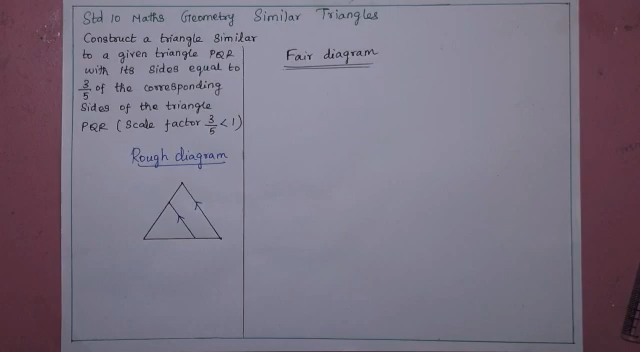 Std 10 Maths Geometry Similar Triangles
Construct a triangle similar
to a given triangle PQR
with its sides equal to
3/5 of the corresponding
sides of the triangle
PQR (Scale factor 3/5 < 1)
Rough diagram
Fair diagram